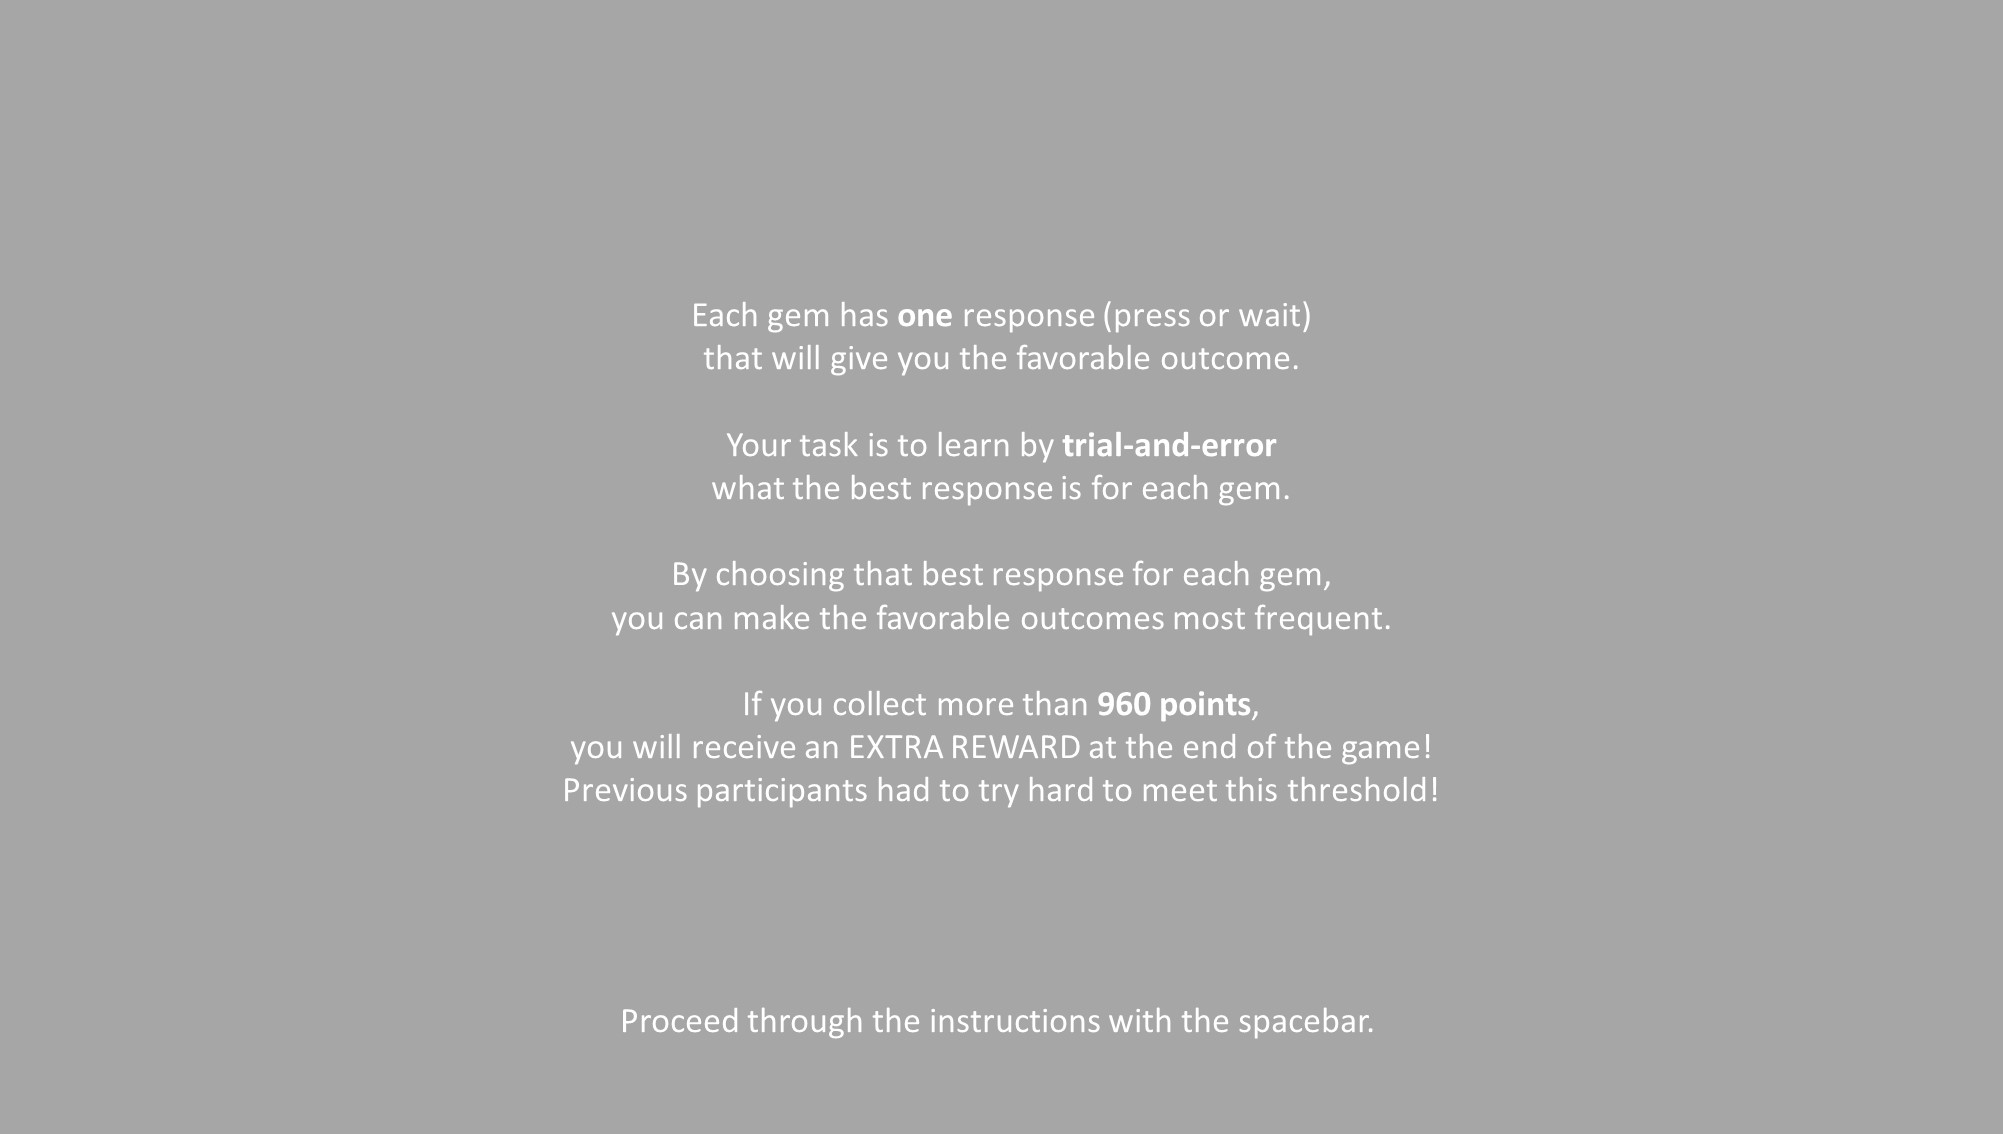 Each gem has one response (press or wait)
that will give you the favorable outcome.
Your task is to learn by trial-and-error
what the best response is for each gem.
By choosing that best response for each gem,
you can make the favorable outcomes most frequent.
If you collect more than 960 points,
you will receive an EXTRA REWARD at the end of the game!
Previous participants had to try hard to meet this threshold!
Proceed through the instructions with the spacebar.